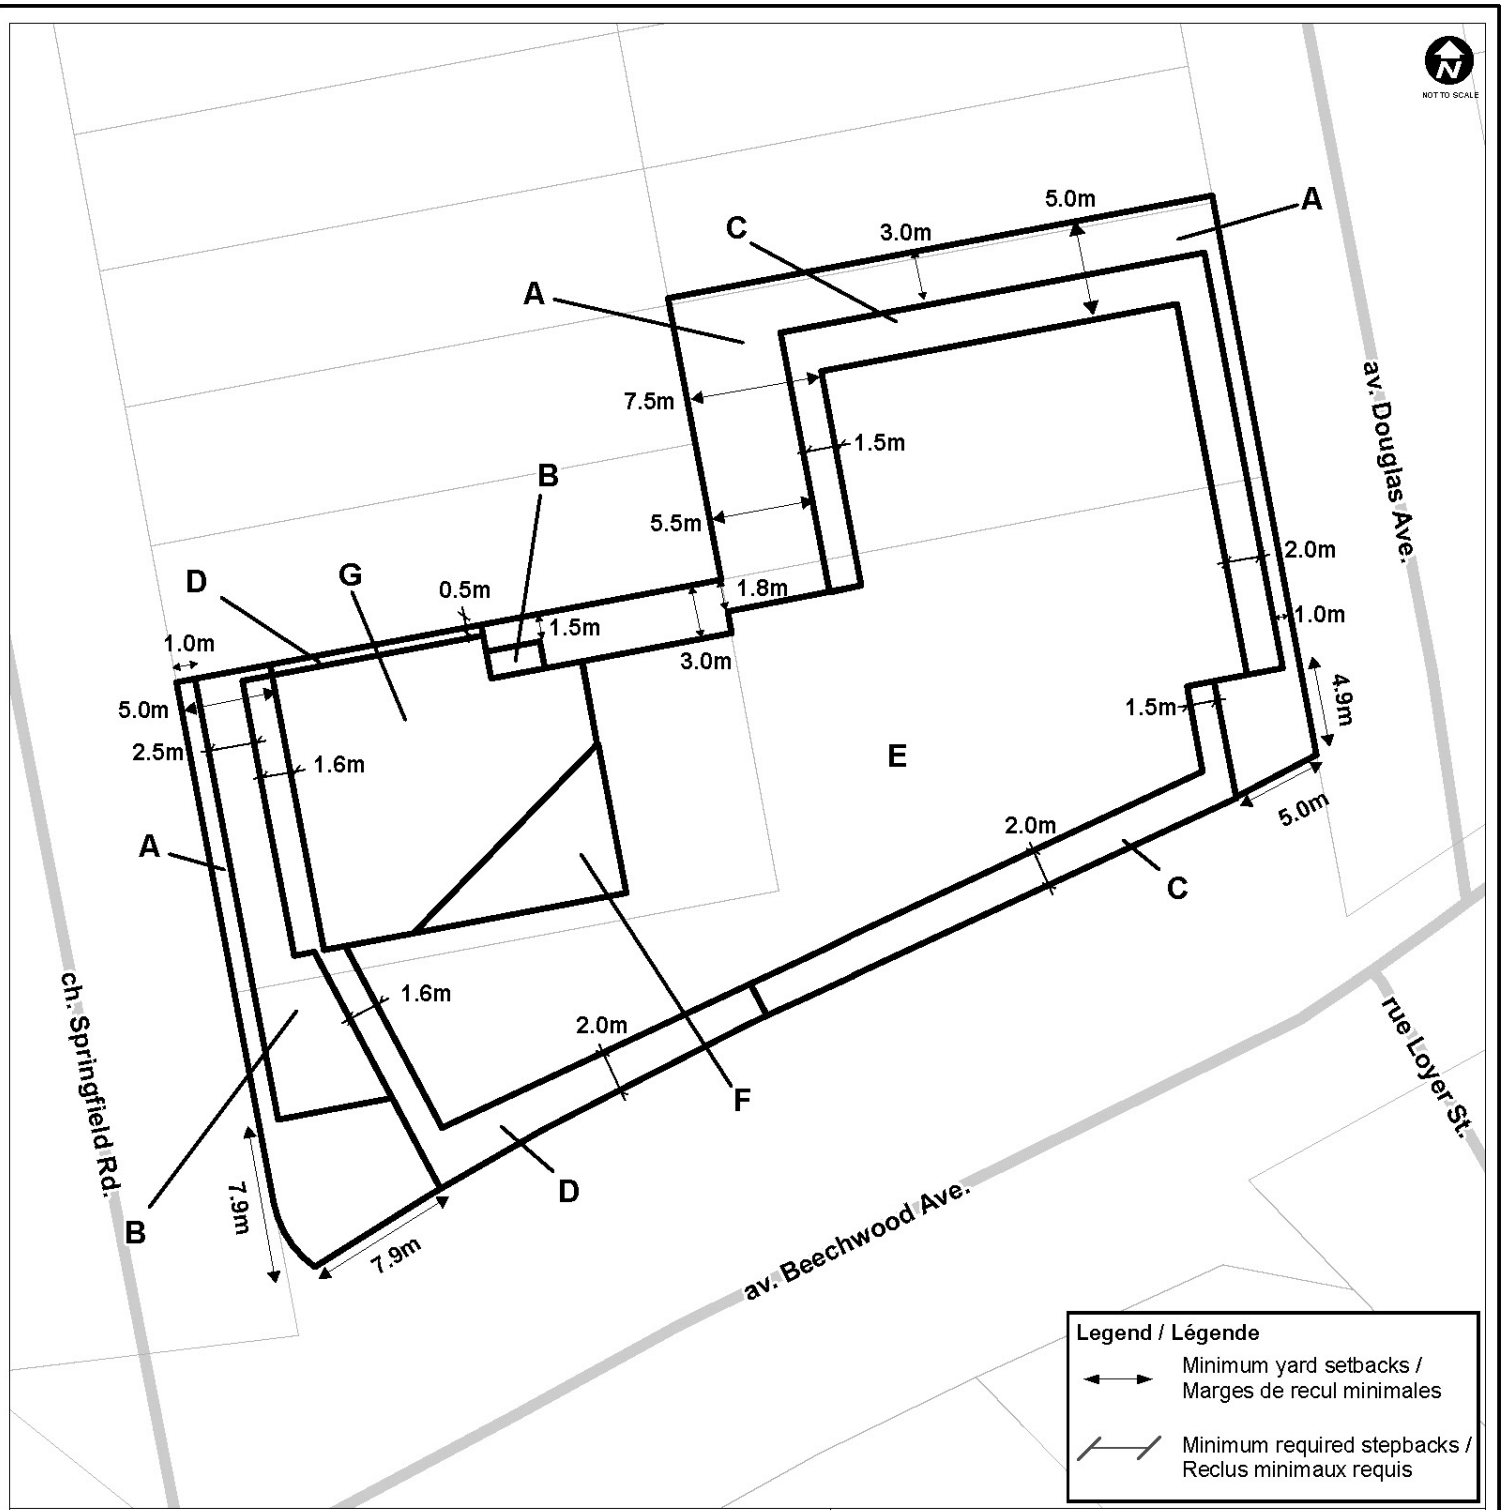 N
NOT TO SCALE
5.0m
A
C
3.0m
A
av. Douglas Ave.
7.5m
1.5m
B
5.5m
2.0m
D
G
0.5m
1.8m
1.5m
1.0m
1.0m
3.0m
5.0m
4.9m
1.5m
2.5m
1.6m
E
5.0m
2.0m
A
C
ch. Springfield Rd.
1.6m
rue Loyer St.
2.0m
F
D
7.9m
B
7.9m
av. Beechwood Ave.
Legend / Légende
Minimum yard setbacks /
Marges de recul minimales
Minimum required stepbacks /
Reclus minimaux requis